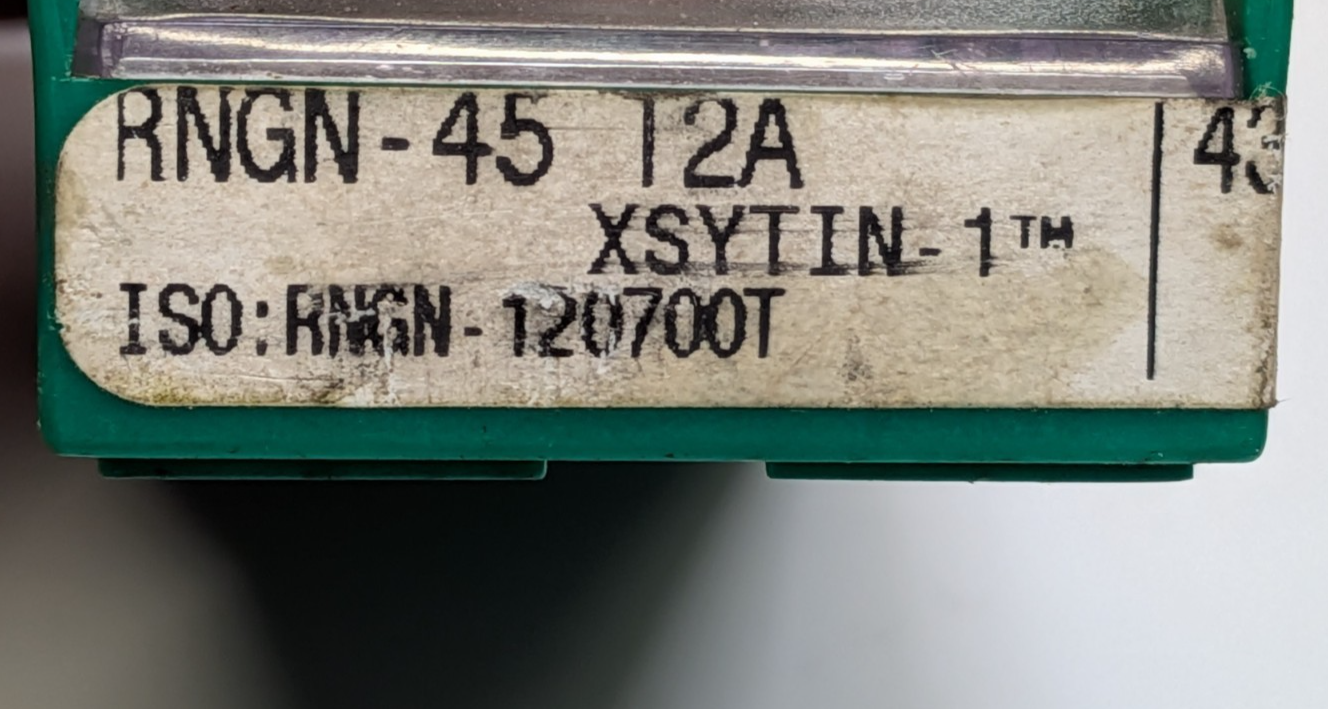 RNGN-45 T2A
XSYTIN-1™
ISO:RNGN-120700T